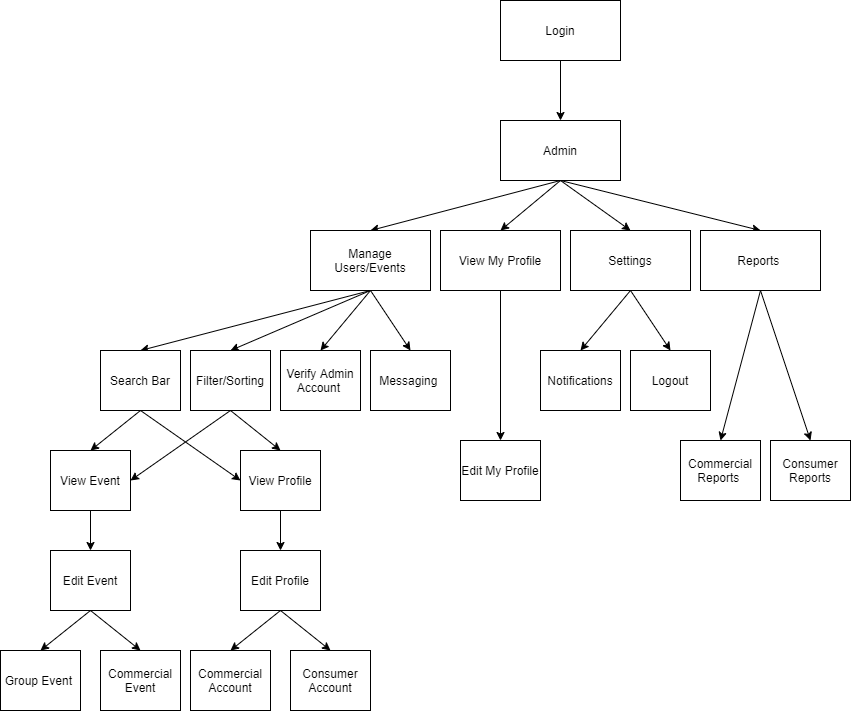 Login
Admin
Manage
Users/Events
View My Profile
Settings
Reports
Search Bar
Filter/Sorting
Verify Admin
Account
Messaging
Notifications
Logout
View Event
View Profile
Edit My Profile
Commercial
Reports
Consumer
Reports
Edit Event
Edit Profile
Group Event
Commercial
Event
Commercial
Account
Consumer
Account